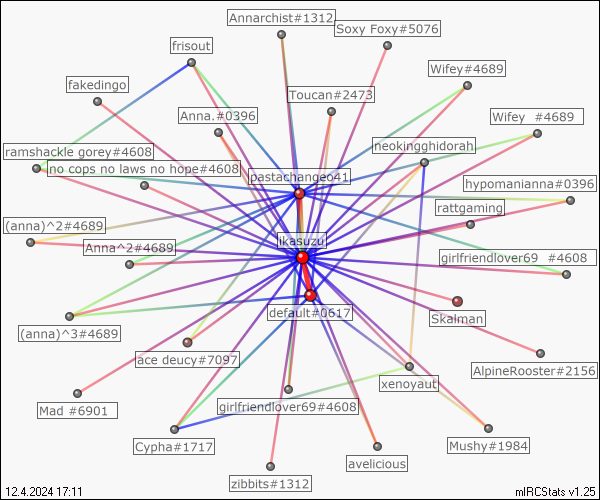 Annarchist#1312
Soxy Foxy#5076
frisout
Wifey#4689
fakedingo
Toucan#2473
Anna.#0396
Wifey #4689
neokingghidorah
ramshackle gorey#4608
no cops no laws no hope#4608
pastachangeo41
hypomanianna#0396
rattgaming
(anna)^2#4689
Anna^2#4689
ikasuzu
girlfriendlover69 #4608
default#0617
Skalman
(anna)^3#4689
ace deucy#7097
AlpineRooster#2156
xenoyaut
Mad #6901
girlfriendlover69#4608
Cypha#1717
Mushy#1984
avelicious
zibbits#1312
12.4.2024 17:11
mIRCStats v1.25